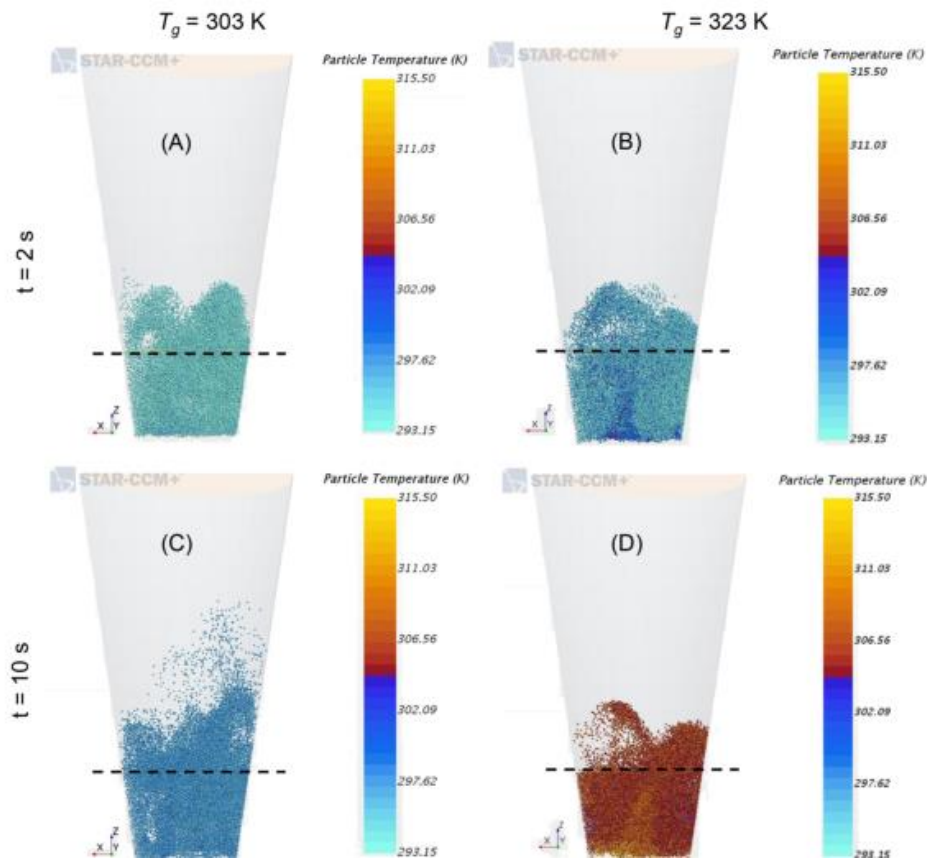 T_g = 303 K
T_g = 323 K
t = 2 s
STAR-CCM+
Particle Temperature (K)
315.50
311.03
306.56
302.09
297.62
293.15
(A)
Z
X Y
STAR-CCM+
Particle Temperature (K)
315.50
311.03
306.56
302.09
297.62
293.15
(B)
Z
X Y
t = 10 s
STAR-CCM+
Particle Temperature (K)
315.50
311.03
306.56
302.09
297.62
293.15
(C)
Z
X Y
STAR-CCM+
Particle Temperature (K)
315.50
311.03
306.56
302.09
297.62
293.15
(D)
Z
X Y